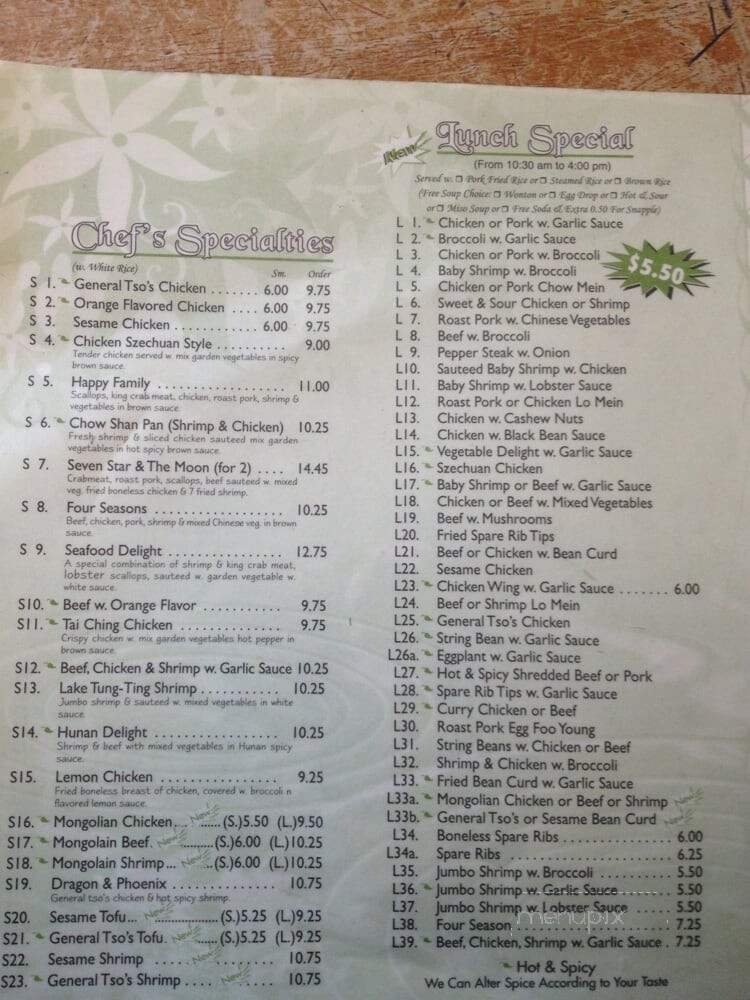 Chef's Specialties
(w. White Rice) Sm. Order
S 1. General Tso's Chicken ....... 6.00 9.75
S 2. Orange Flavored Chicken .... 6.00 9.75
S 3. Sesame Chicken ............ 6.00 9.75
S 4. Chicken Szechuan Style .......... 9.00
Tender chicken served w. mix garden vegetables in spicy
brown sauce.
S 5. Happy Family .................. 11.00
Scallops, king crab meat, chicken, roast pork, shrimp &
vegetables in brown sauce
S 6. Chow Shan Pan (Shrimp & Chicken) 10.25
Fresh shrimp & sliced chicken sauteed mix garden
vegetables in hot spicy brown sauce.
S 7. Seven Star & The Moon (for 2) .... 14.45
Crabmeat, roast pork, scallops, beef sauteed w. mixed
veg. fried boneless chicken & 7 fried shrimp.
S 8. Four Seasons ................... 10.25
Beef, chicken, pork, shrimp & mixed Chinese veg. in brown
sauce.
S 9. Seafood Delight ................ 12.75
A special combination of shrimp & king crab meat,
lobster scallops, sauteed w. garden vegetable w.
white sauce.
S10. Beef w. Orange Flavor ........... 9.75
S11. Tai Ching Chicken ............... 9.75
Crispy chicken w. mix garden vegetables hot pepper in
brown sauce.
S12. Beef, Chicken & Shrimp w. Garlic Sauce 10.25
S13. Lake Tung-Ting Shrimp ........... 10.25
Jumbo shrimp & sauteed w. mixed vegetables in white
sauce.
S14. Hunan Delight .................. 10.25
Shrimp & beef with mixed vegetables in Hunan spicy
sauce.
S15. Lemon Chicken ................ 9.25
Fried boneless breast of chicken, covered w. broccoli n
flavored lemon sauce.
S16. Mongolian Chicken... New ......(S.)5.50 (L.)9.50
S17. Mongolain Beef. New ..........(S.)6.00 (L.)10.25
S18. Mongolain Shrimp... New ...(S.)6.00 (L.)10.25
S19. Dragon & Phoenix ............... 10.75
General tso's chicken & hot spicy shrimp.
S20. Sesame Tofu... New ...................(S.)5.25 (L.)9.25
S21. General Tso's Tofu. New ......(S.)5.25 (L.)9.25
S22. Sesame Shrimp .... New .......... 10.75
S23. General Tso's Shrimp .... New ...... 10.75
New Lunch Special
(From 10:30 am to 4:00 pm)
Served w. □ Pork Fried Rice or □ Steamed Rice or □ Brown Rice
(Free Soup Choice: □ Wonton or □ Egg Drop or □ Hot & Sour
or □ Miso Soup or □ Free Soda & Extra 0.50 For Snapple)
$5.50
L 1. Chicken or Pork w. Garlic Sauce
L 2. Broccoli w. Garlic Sauce
L 3. Chicken or Pork w. Broccoli
L 4. Baby Shrimp w. Broccoli
L 5. Chicken or Pork Chow Mein
L 6. Sweet & Sour Chicken or Shrimp
L 7. Roast Pork w. Chinese Vegetables
L 8. Beef w. Broccoli
L 9. Pepper Steak w. Onion
L10. Sauteed Baby Shrimp w. Chicken
L11. Baby Shrimp w. Lobster Sauce
L12. Roast Pork or Chicken Lo Mein
L13. Chicken w. Cashew Nuts
L14. Chicken w. Black Bean Sauce
L15. Vegetable Delight w. Garlic Sauce
L16. Szechuan Chicken
L17. Baby Shrimp or Beef w. Garlic Sauce
L18. Chicken or Beef w. Mixed Vegetables
L19. Beef w. Mushrooms
L20. Fried Spare Rib Tips
L21. Beef or Chicken w. Bean Curd
L22. Sesame Chicken
L23. Chicken Wing w. Garlic Sauce ....... 6.00
L24. Beef or Shrimp Lo Mein
L25. General Tso's Chicken
L26. String Bean w. Garlic Sauce
L26a. Eggplant w. Garlic Sauce
L27. Hot & Spicy Shredded Beef or Pork
L28. Spare Rib Tips w. Garlic Sauce
L29. Curry Chicken or Beef
L30. Roast Pork Egg Foo Young
L31. String Beans w. Chicken or Beef
L32. Shrimp & Chicken w. Broccoli
L33. Fried Bean Curd w. Garlic Sauce
L33a. Mongolian Chicken or Beef or Shrimp New
L33b. General Tso's or Sesame Bean Curd New
L34. Boneless Spare Ribs .............. 6.00
L34a. Spare Ribs ..................... 6.25
L35. Jumbo Shrimp w. Broccoli ......... 5.50
L36. Jumbo Shrimp w. Garlic Sauce ....... 5.50
L37. Jumbo Shrimp w. Lobster Sauce ..... 5.50
L38. Four Season .................... 7.25
L39. Beef, Chicken, Shrimp w. Garlic Sauce . 7.25
menupix
Hot & Spicy
We Can Alter Spice According to Your Taste